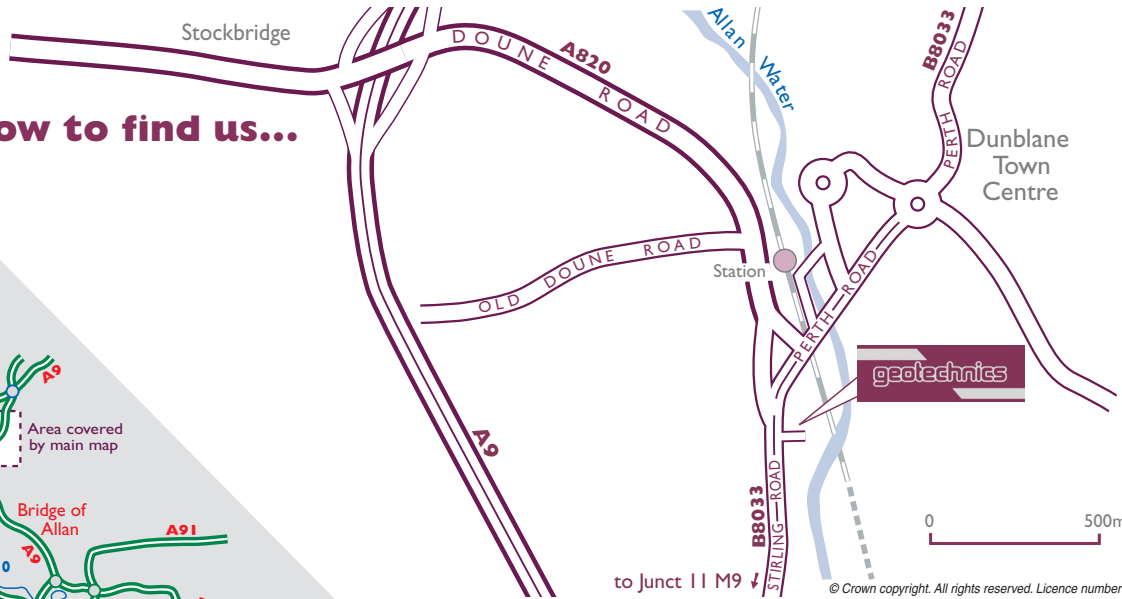 Stockbridge
DOUNE ROAD
A820
Allan Water
B8033
PERTH ROAD
ow to find us...
Dunblane
Town
Centre
OLD DOUNE ROAD
Station
PERTH ROAD
geotechnics
A9
Area covered
by main map
A9
Bridge of
Allan
A91
A9
0
B8033
STIRLING ROAD
0 500m
to Junct 11 M9
© Crown copyright. All rights reserved. Licence number